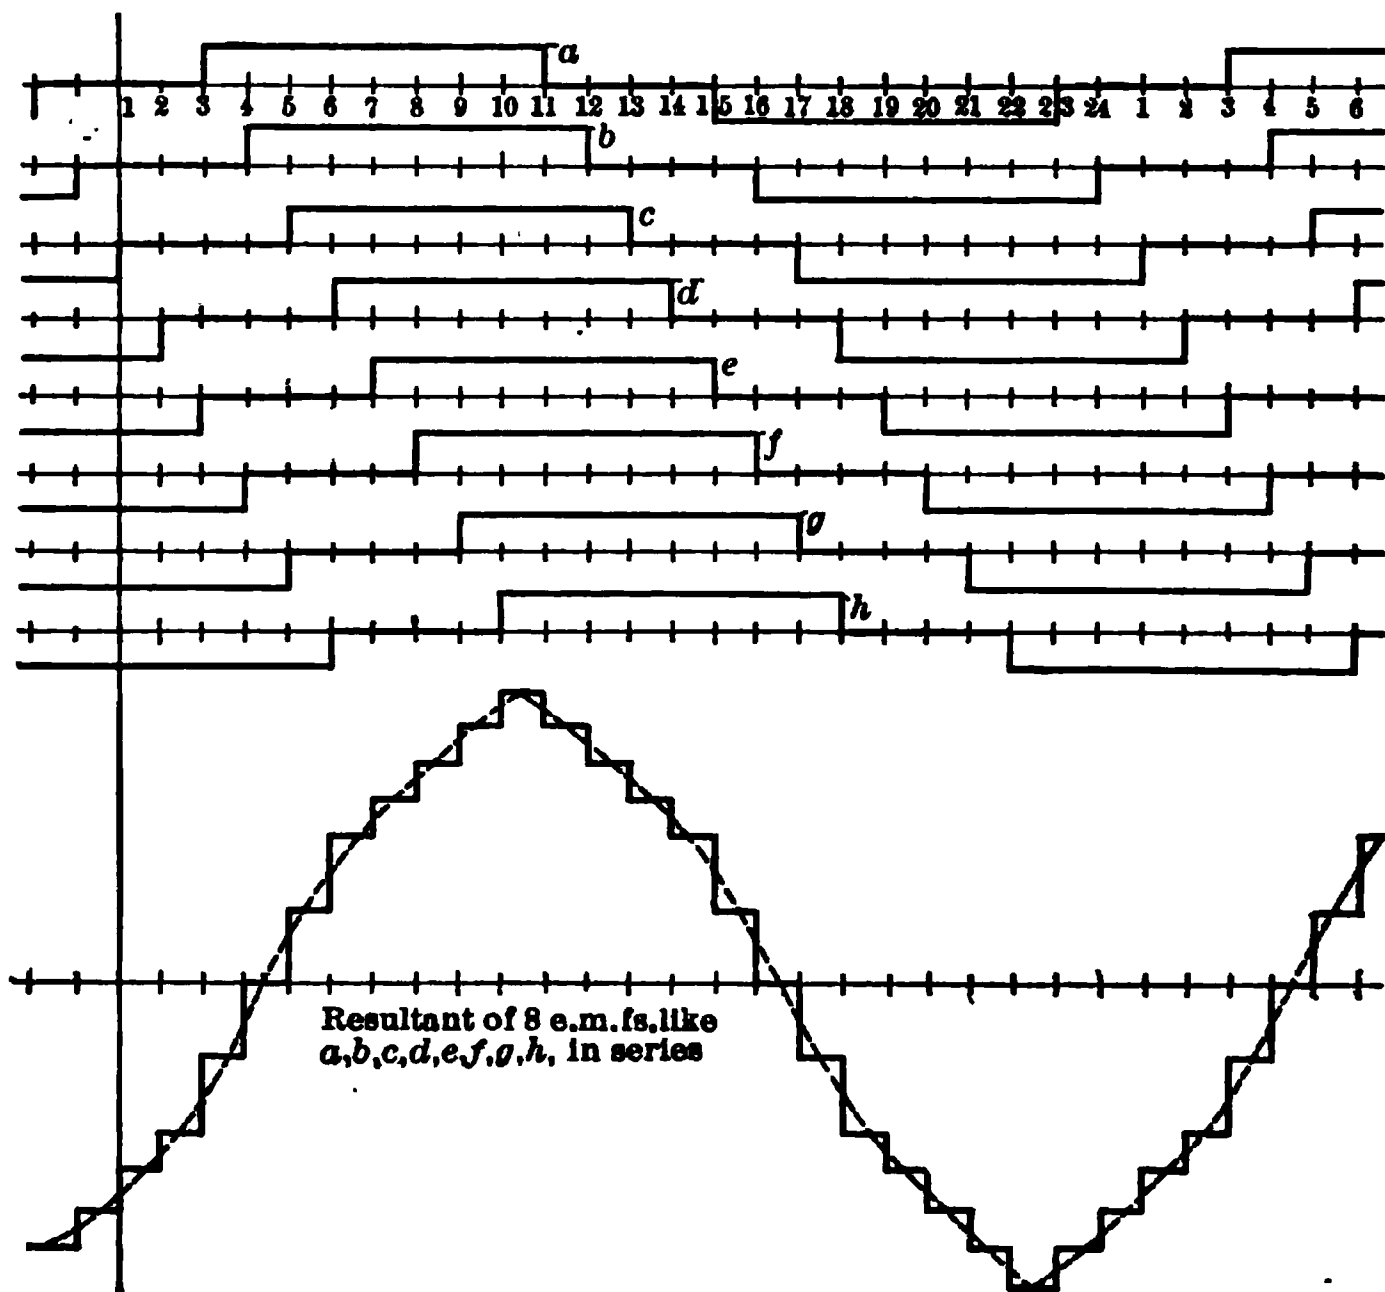 a
1 2 3 4 5 6 7 8 9 10 11 12 13 14 15 16 17 18 19 20 21 22 23 24 1 2 3 4 5 6
b
c
d
e
f
g
h
Resultant of 8 e.m.fs.like
a,b,c,d,e,f,g,h, in series